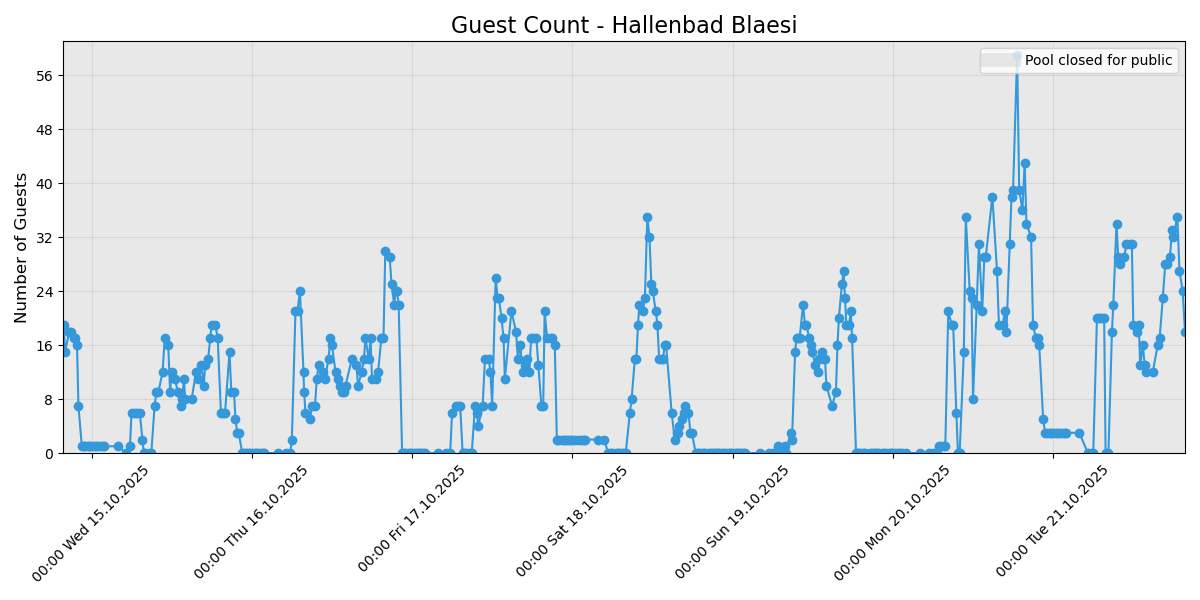 Guest Count - Hallenbad Blaesi
Pool closed for public
Number of Guests
56
48
40
32
24
16
8
0
00:00 Wed 15.10.2025
00:00 Thu 16.10.2025
00:00 Fri 17.10.2025
00:00 Sat 18.10.2025
00:00 Sun 19.10.2025
00:00 Mon 20.10.2025
00:00 Tue 21.10.2025